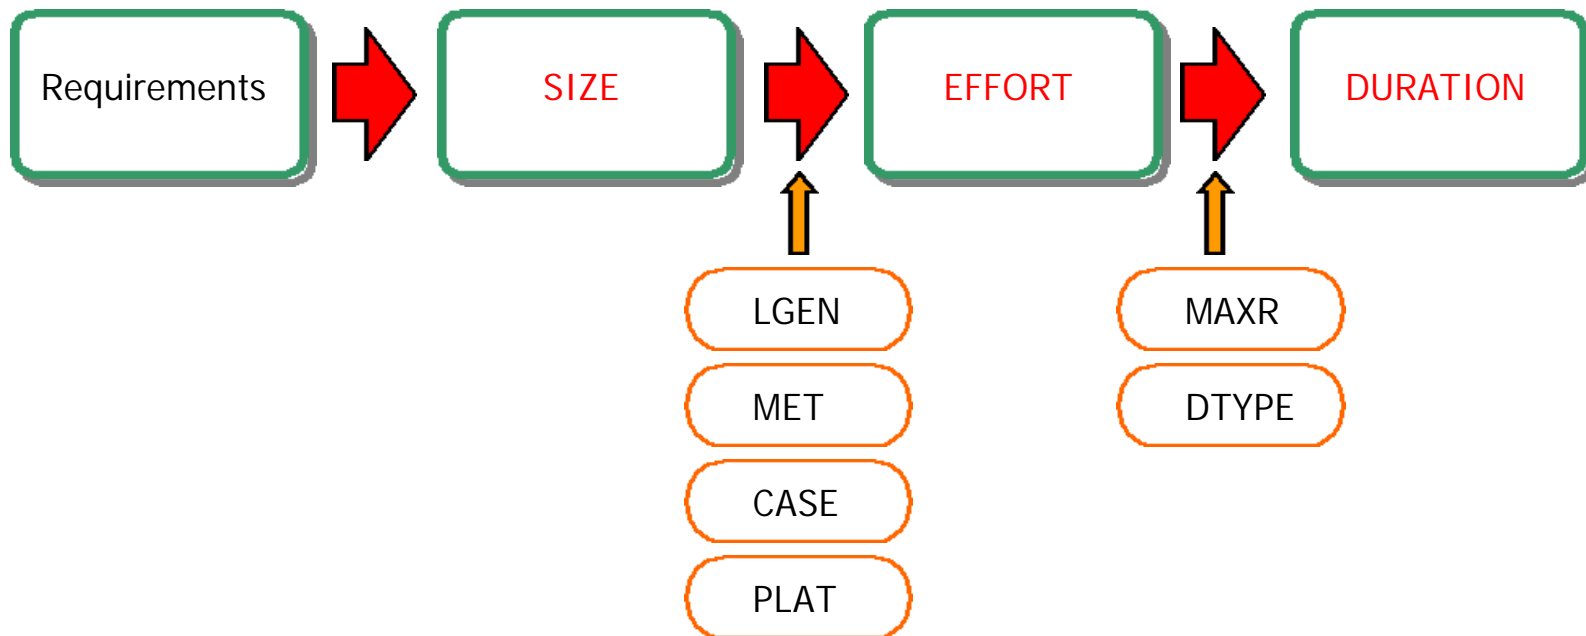 Requirements
SIZE
EFFORT
DURATION
LGEN
MET
CASE
PLAT
MAXR
DTYPE